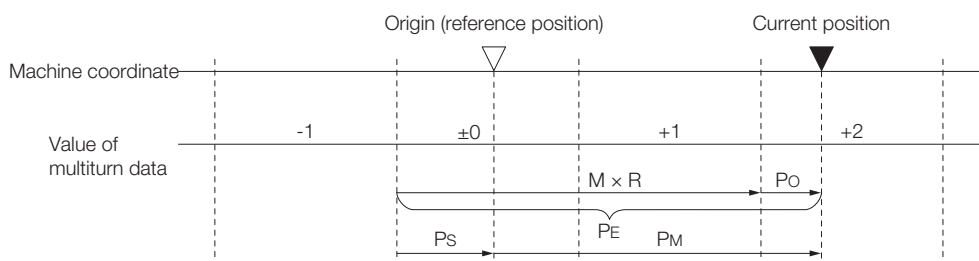 Origin (reference position) Current position
Machine coordinate
-1 ±0 +1 +2
Value of
multiturn data
M × R PO
PE
PS PM